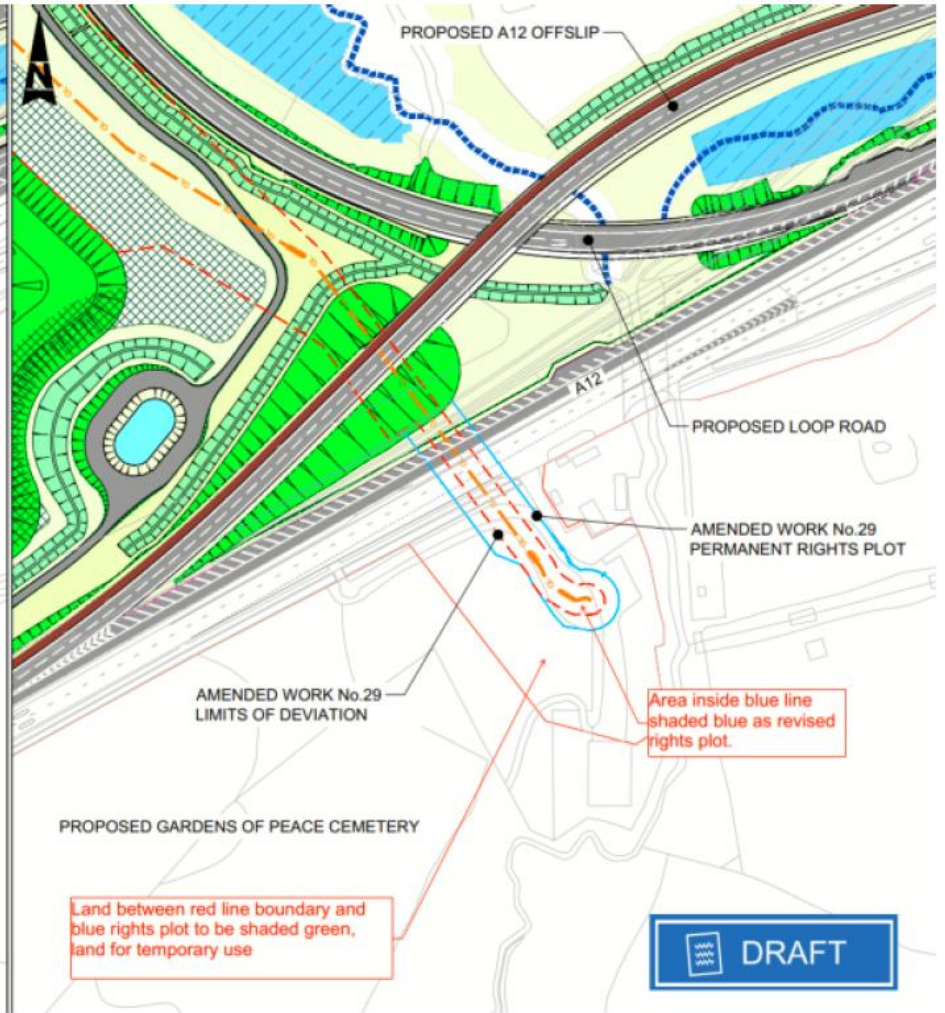 PROPOSED A12 OFFSLIP
N
A12
PROPOSED LOOP ROAD
AMENDED WORK No.29
PERMANENT RIGHTS PLOT
AMENDED WORK No.29
LIMITS OF DEVIATION
Area inside blue line
shaded blue as revised
rights plot.
PROPOSED GARDENS OF PEACE CEMETERY
Land between red line boundary and
blue rights plot to be shaded green,
land for temporary use
DRAFT